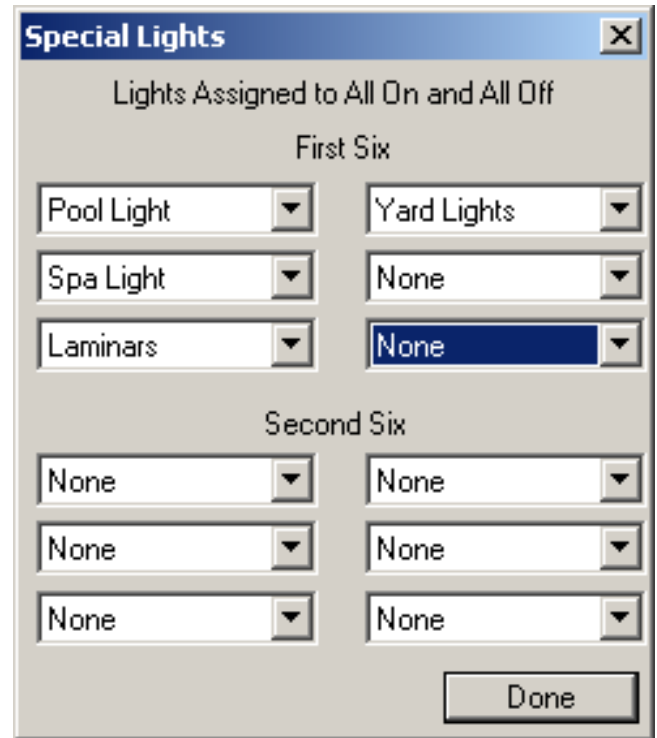 Special Lights
Lights Assigned to All On and All Off
First Six
Pool Light Yard Lights
Spa Light None
Laminars None
Second Six
None None
None None
None None
Done